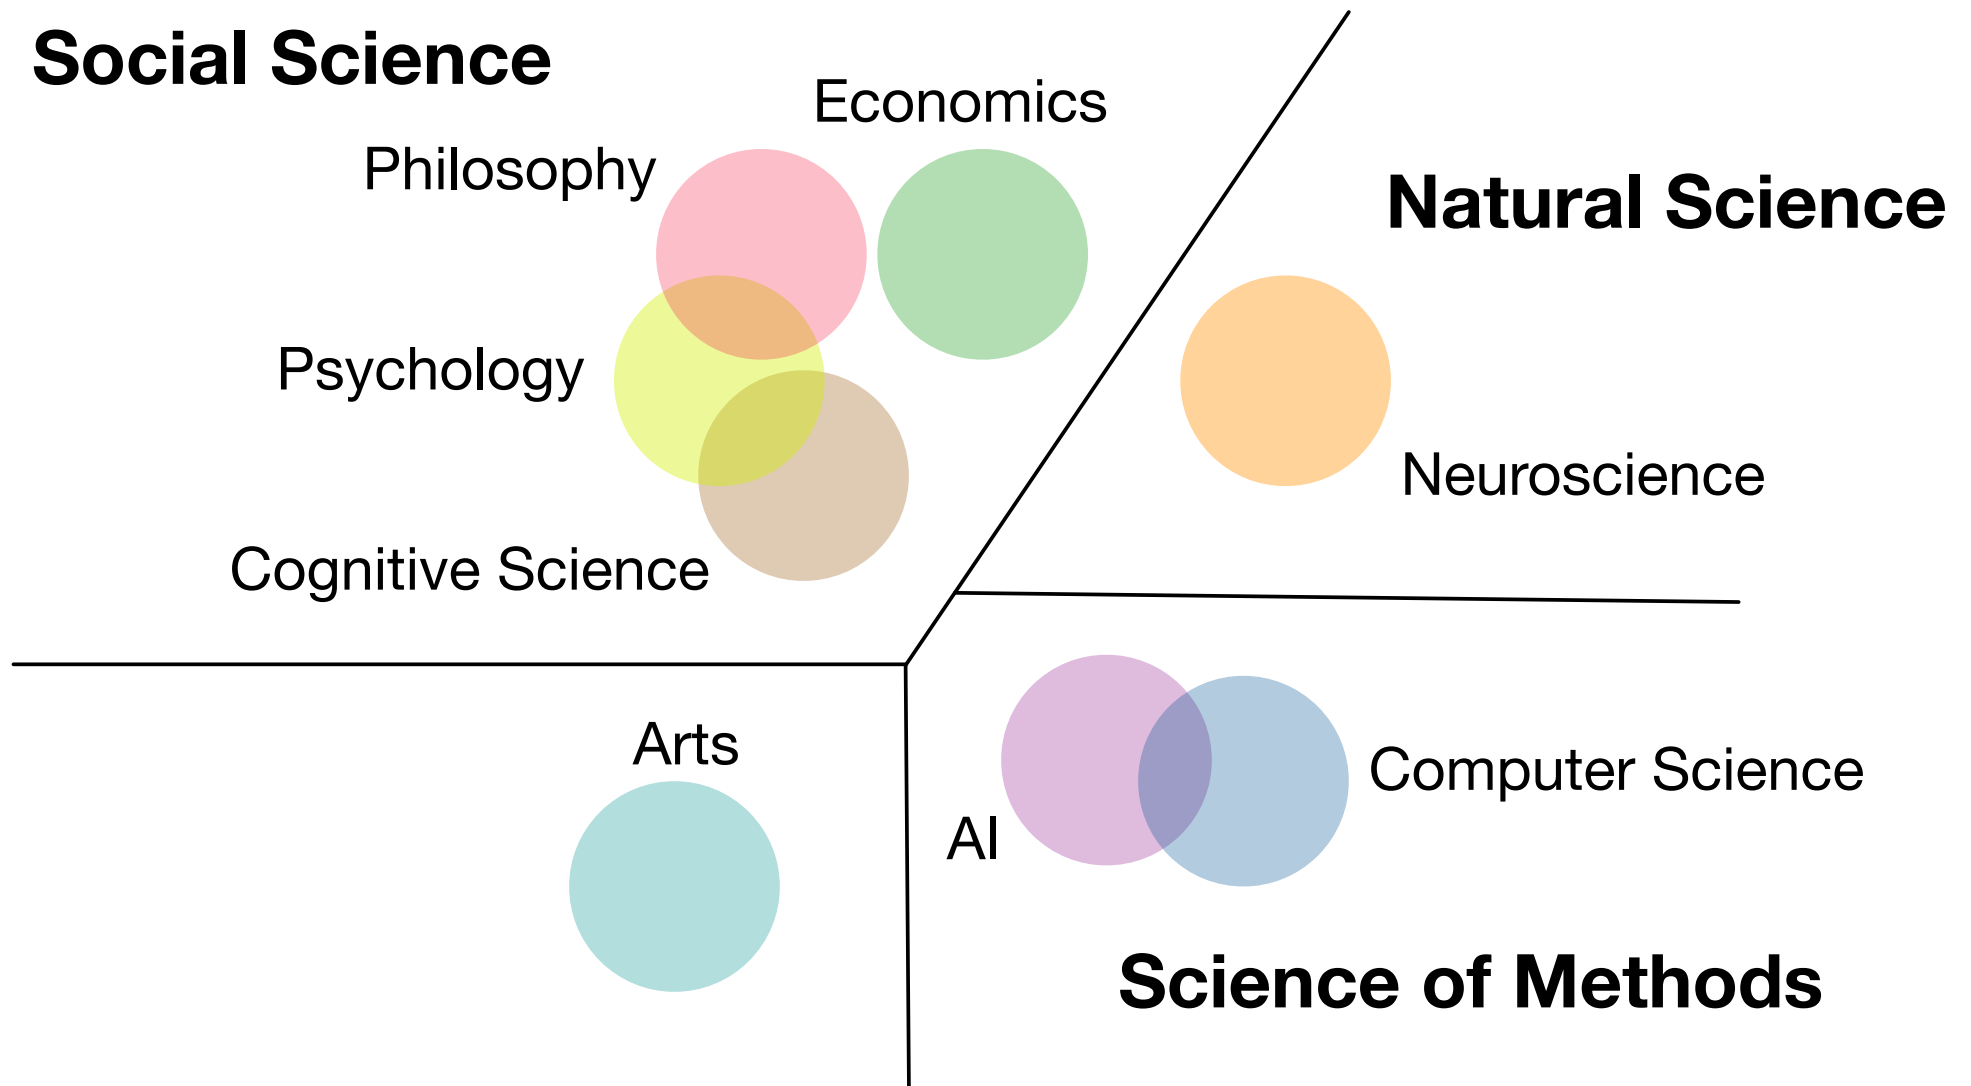 Social Science
Economics
Philosophy
Natural Science
Psychology
Neuroscience
Cognitive Science
Arts
Computer Science
AI
Science of Methods